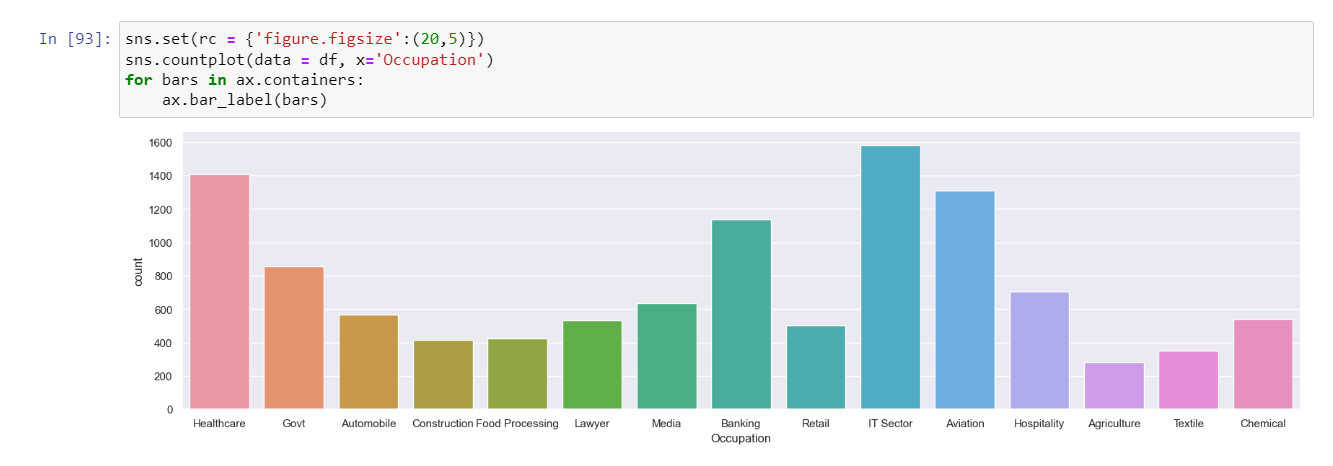 In [93]: sns.set(rc = {'figure.figsize':(20,5)})
sns.countplot(data = df, x='Occupation')
for bars in ax.containers:
    ax.bar_label(bars)
1600
1400
1200
1000
800
600
400
200
0
count
Healthcare Govt Automobile Construction Food Processing Lawyer Media Banking Retail IT Sector Aviation Hospitality Agriculture Textile Chemical
Occupation